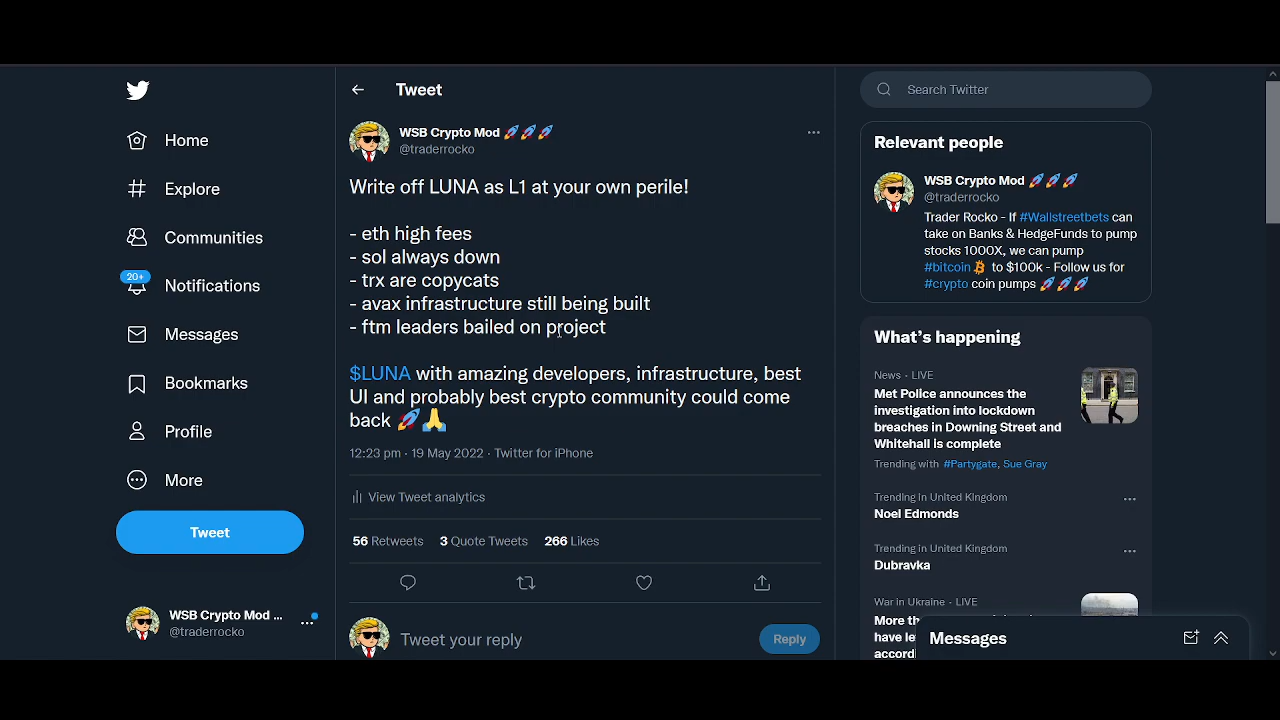 Tweet
Search Twitter
Home
Explore
Communities
20+
Notifications
Messages
Bookmarks
Profile
More
Tweet
WSB Crypto Mod ...
@traderrocko
WSB Crypto Mod 🚀🚀🚀
@traderrocko
Write off LUNA as L1 at your own perile!
- eth high fees
- sol always down
- trx are copycats
- avax infrastructure still being built
- ftm leaders bailed on project
$LUNA with amazing developers, infrastructure, best
UI and probably best crypto community could come
back 🚀🙏
12:23 pm · 19 May 2022 · Twitter for iPhone
View Tweet analytics
56 Retweets 3 Quote Tweets 266 Likes
Tweet your reply
Reply
Relevant people
WSB Crypto Mod 🚀🚀🚀
@traderrocko
Trader Rocko - If #Wallstreetbets can
take on Banks & HedgeFunds to pump
stocks 1000X, we can pump
#bitcoin to $100k - Follow us for
#crypto coin pumps 🚀🚀🚀
What's happening
News · LIVE
Met Police announces the
investigation into lockdown
breaches in Downing Street and
Whitehall is complete
Trending with #Partygate, Sue Gray
Trending in United Kingdom
Noel Edmonds
Trending in United Kingdom
Dubravka
War in Ukraine · LIVE
More th
have le
accord
Messages